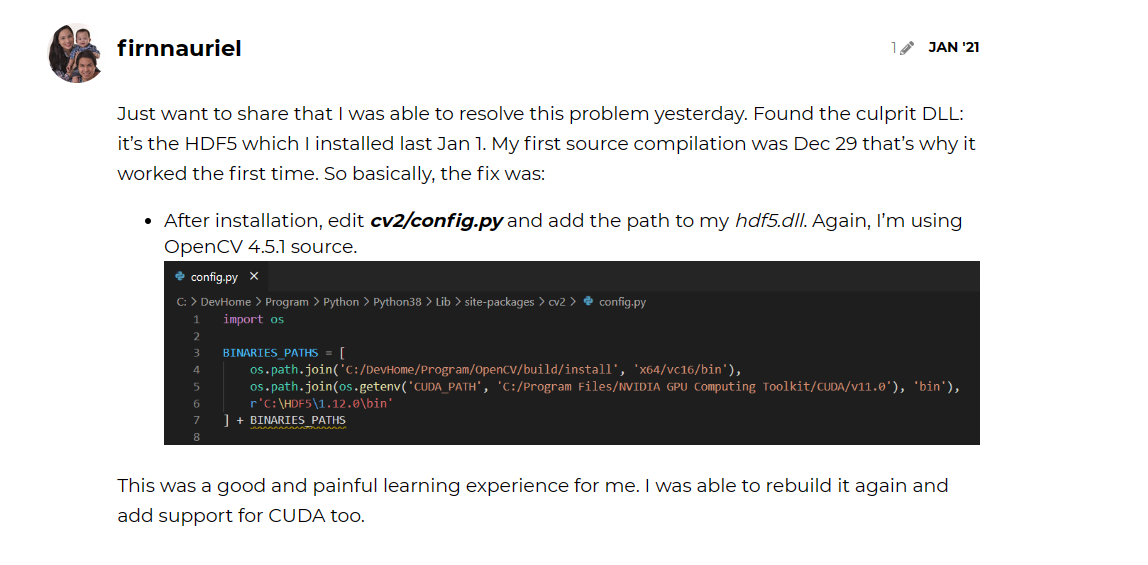 firnnauriel
1 JAN '21
Just want to share that I was able to resolve this problem yesterday. Found the culprit DLL:
it’s the HDF5 which I installed last Jan 1. My first source compilation was Dec 29 that’s why it
worked the first time. So basically, the fix was:
• After installation, edit cv2/config.py and add the path to my hdf5.dll. Again, I’m using
OpenCV 4.5.1 source.
config.py ×
C: > DevHome > Program > Python > Python38 > Lib > site-packages > cv2 > config.py
1 import os
2
3 BINARIES_PATHS = [
4 os.path.join('C:/DevHome/Program/OpenCV/build/install', 'x64/vc16/bin'),
5 os.path.join(os.getenv('CUDA_PATH', 'C:/Program Files/NVIDIA GPU Computing Toolkit/CUDA/v11.0'), 'bin'),
6 r'C:\HDF5\1.12.0\bin'
7 ] + BINARIES_PATHS
8
This was a good and painful learning experience for me. I was able to rebuild it again and
add support for CUDA too.